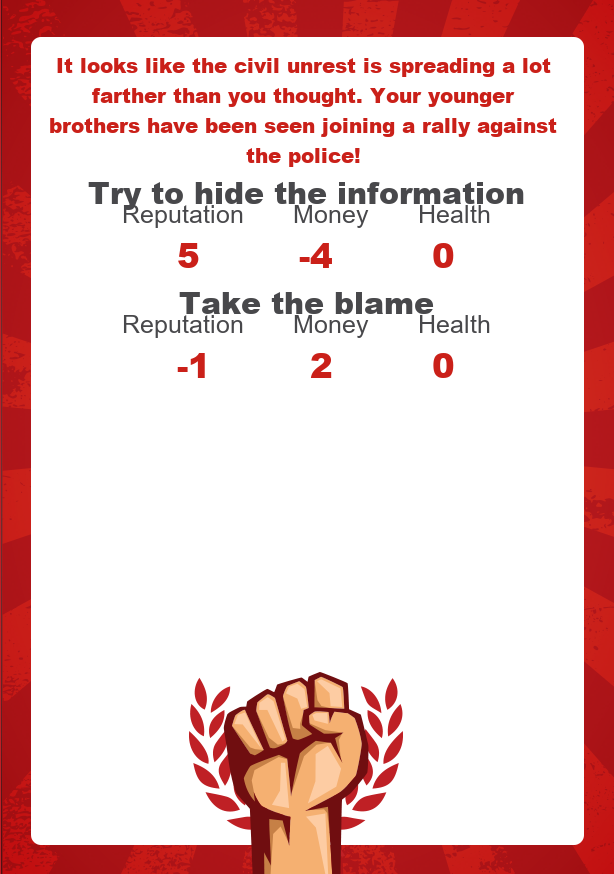 It looks like the civil unrest is spreading a lot
farther than you thought. Your younger
brothers have been seen joining a rally against
the police!
Try to hide the information
Reputation Money Health
5 -4 0
Take the blame
Reputation Money Health
-1 2 0